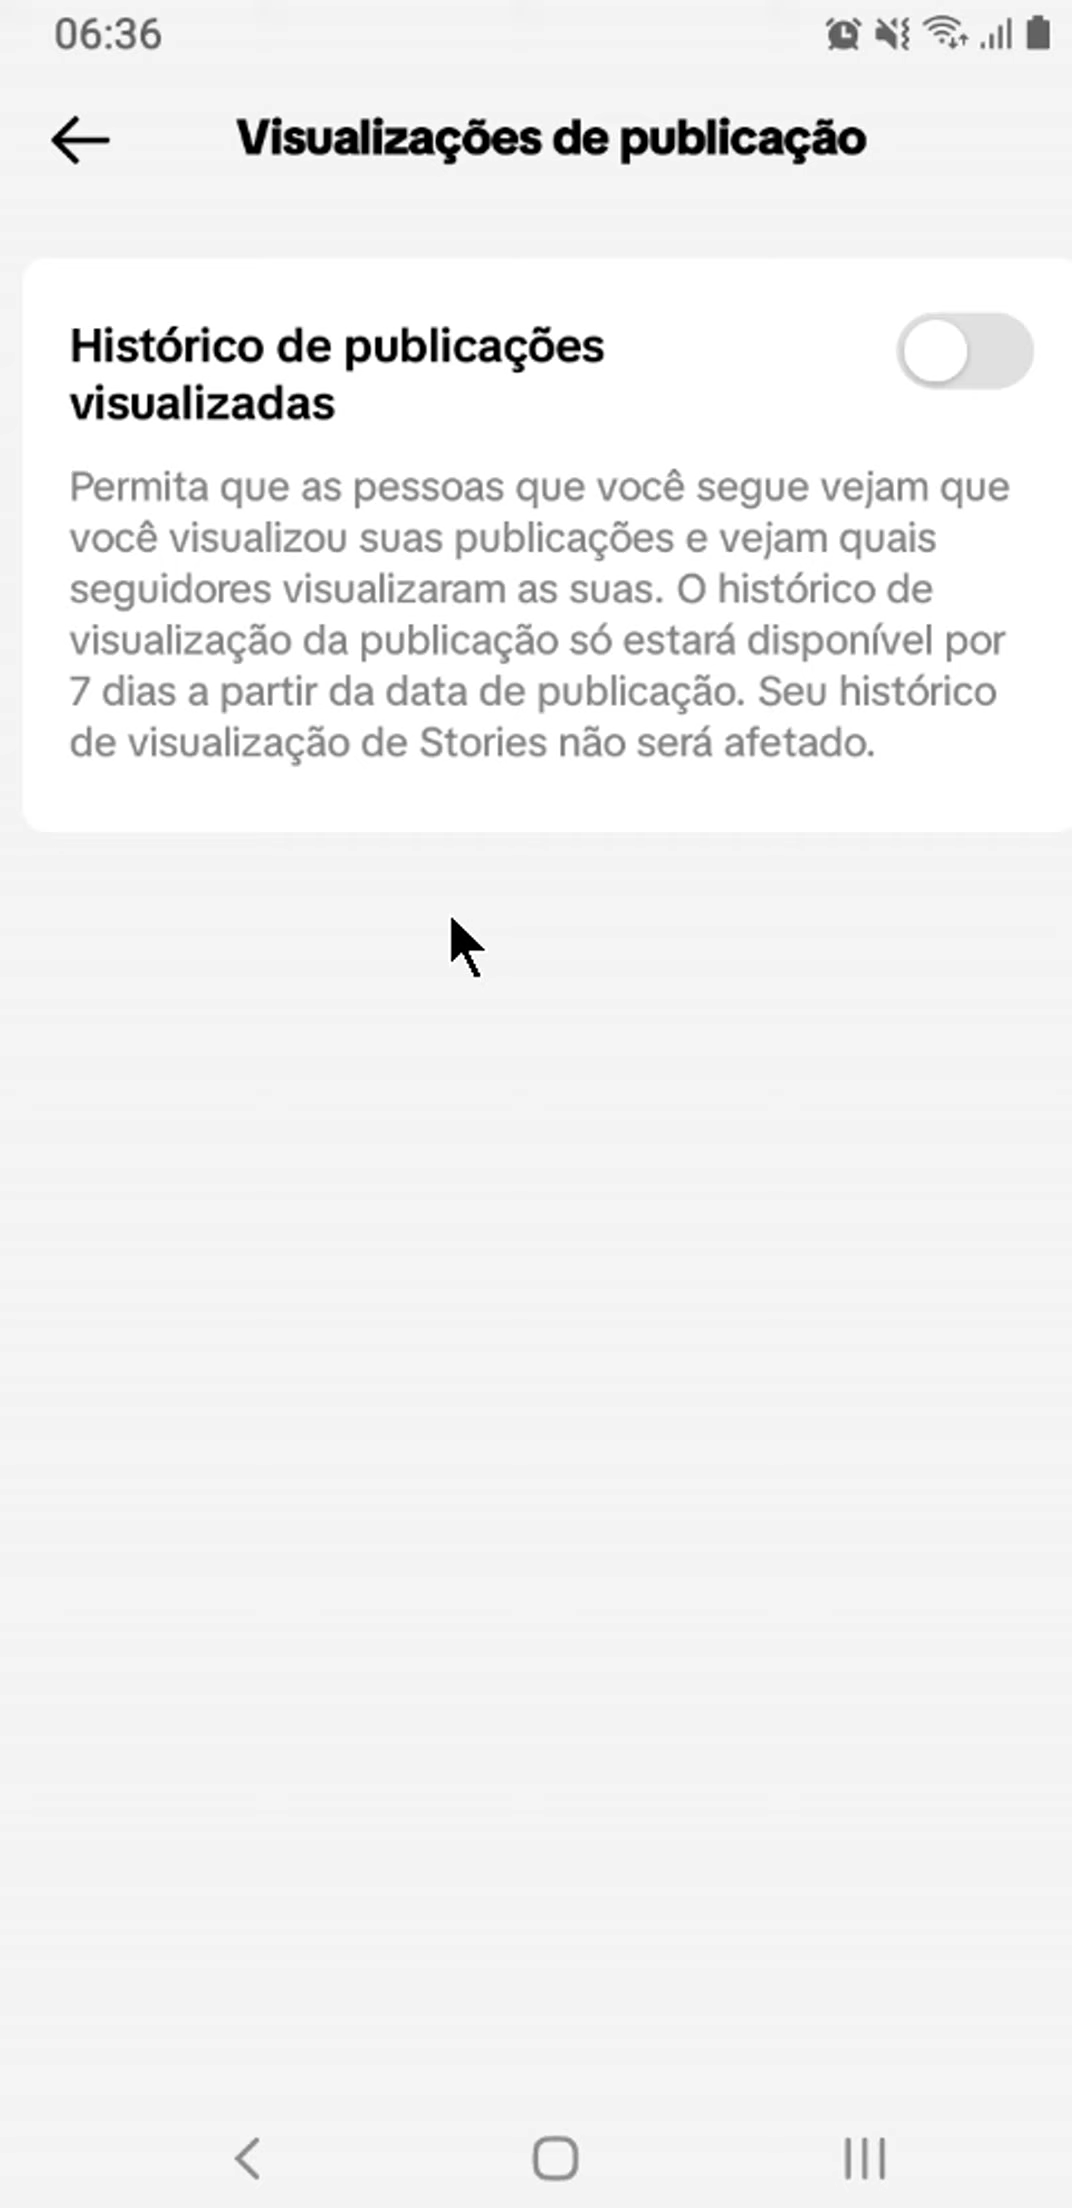 06:36
Visualizações de publicação
Histórico de publicações
visualizadas
Permita que as pessoas que você segue vejam que
você visualizou suas publicações e vejam quais
seguidores visualizaram as suas. O histórico de
visualização da publicação só estará disponível por
7 dias a partir da data de publicação. Seu histórico
de visualização de Stories não será afetado.